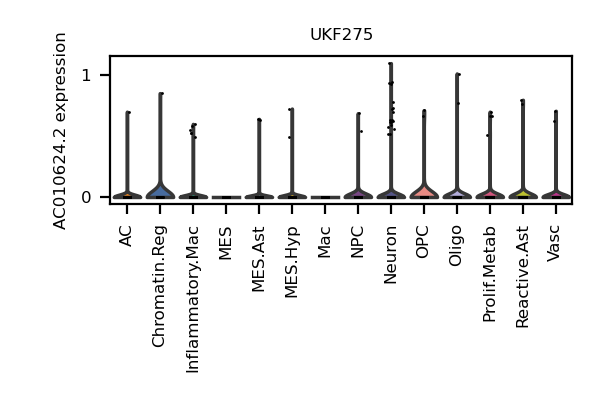 UKF275
AC010624.2 expression
1
0
AC
Chromatin.Reg
Inflammatory.Mac
MES
MES.Ast
MES.Hyp
Mac
NPC
Neuron
OPC
Oligo
Prolif.Metab
Reactive.Ast
Vasc